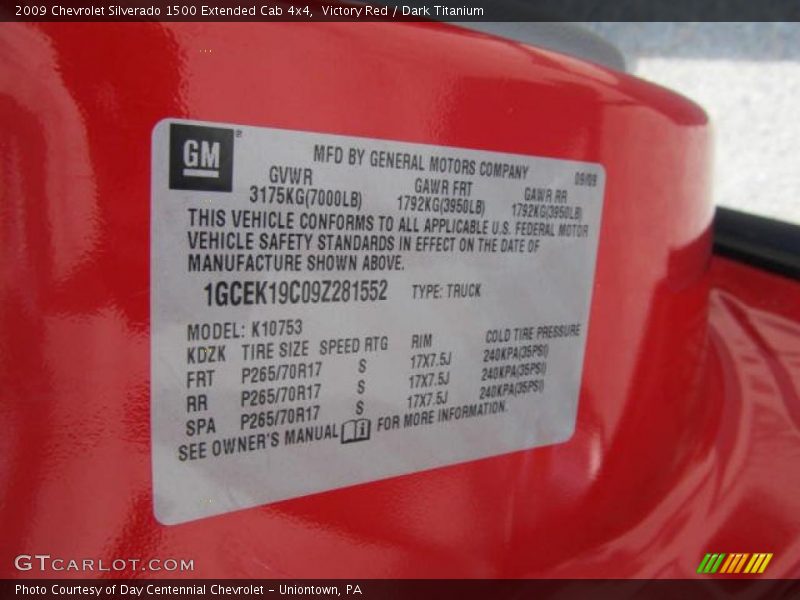 2009 Chevrolet Silverado 1500 Extended Cab 4x4,  Victory Red / Dark Titanium
GM®
MFD BY GENERAL MOTORS COMPANY
09/09
GVWR GAWR FRT GAWR RR
3175KG(7000LB) 1792KG(3950LB) 1792KG(3950LB)
THIS VEHICLE CONFORMS TO ALL APPLICABLE U.S. FEDERAL MOTOR
VEHICLE SAFETY STANDARDS IN EFFECT ON THE DATE OF
MANUFACTURE SHOWN ABOVE.
1GCEK19C09Z281552 TYPE: TRUCK
MODEL: K10753
KDZK TIRE SIZE SPEED RTG RIM COLD TIRE PRESSURE
FRT P265/70R17 S 17X7.5J 240KPA(35PSI)
RR P265/70R17 S 17X7.5J 240KPA(35PSI)
SPA P265/70R17 S 17X7.5J 240KPA(35PSI)
SEE OWNER'S MANUAL FOR MORE INFORMATION.
GTCARLOT.COM
Photo Courtesy of Day Centennial Chevrolet - Uniontown, PA